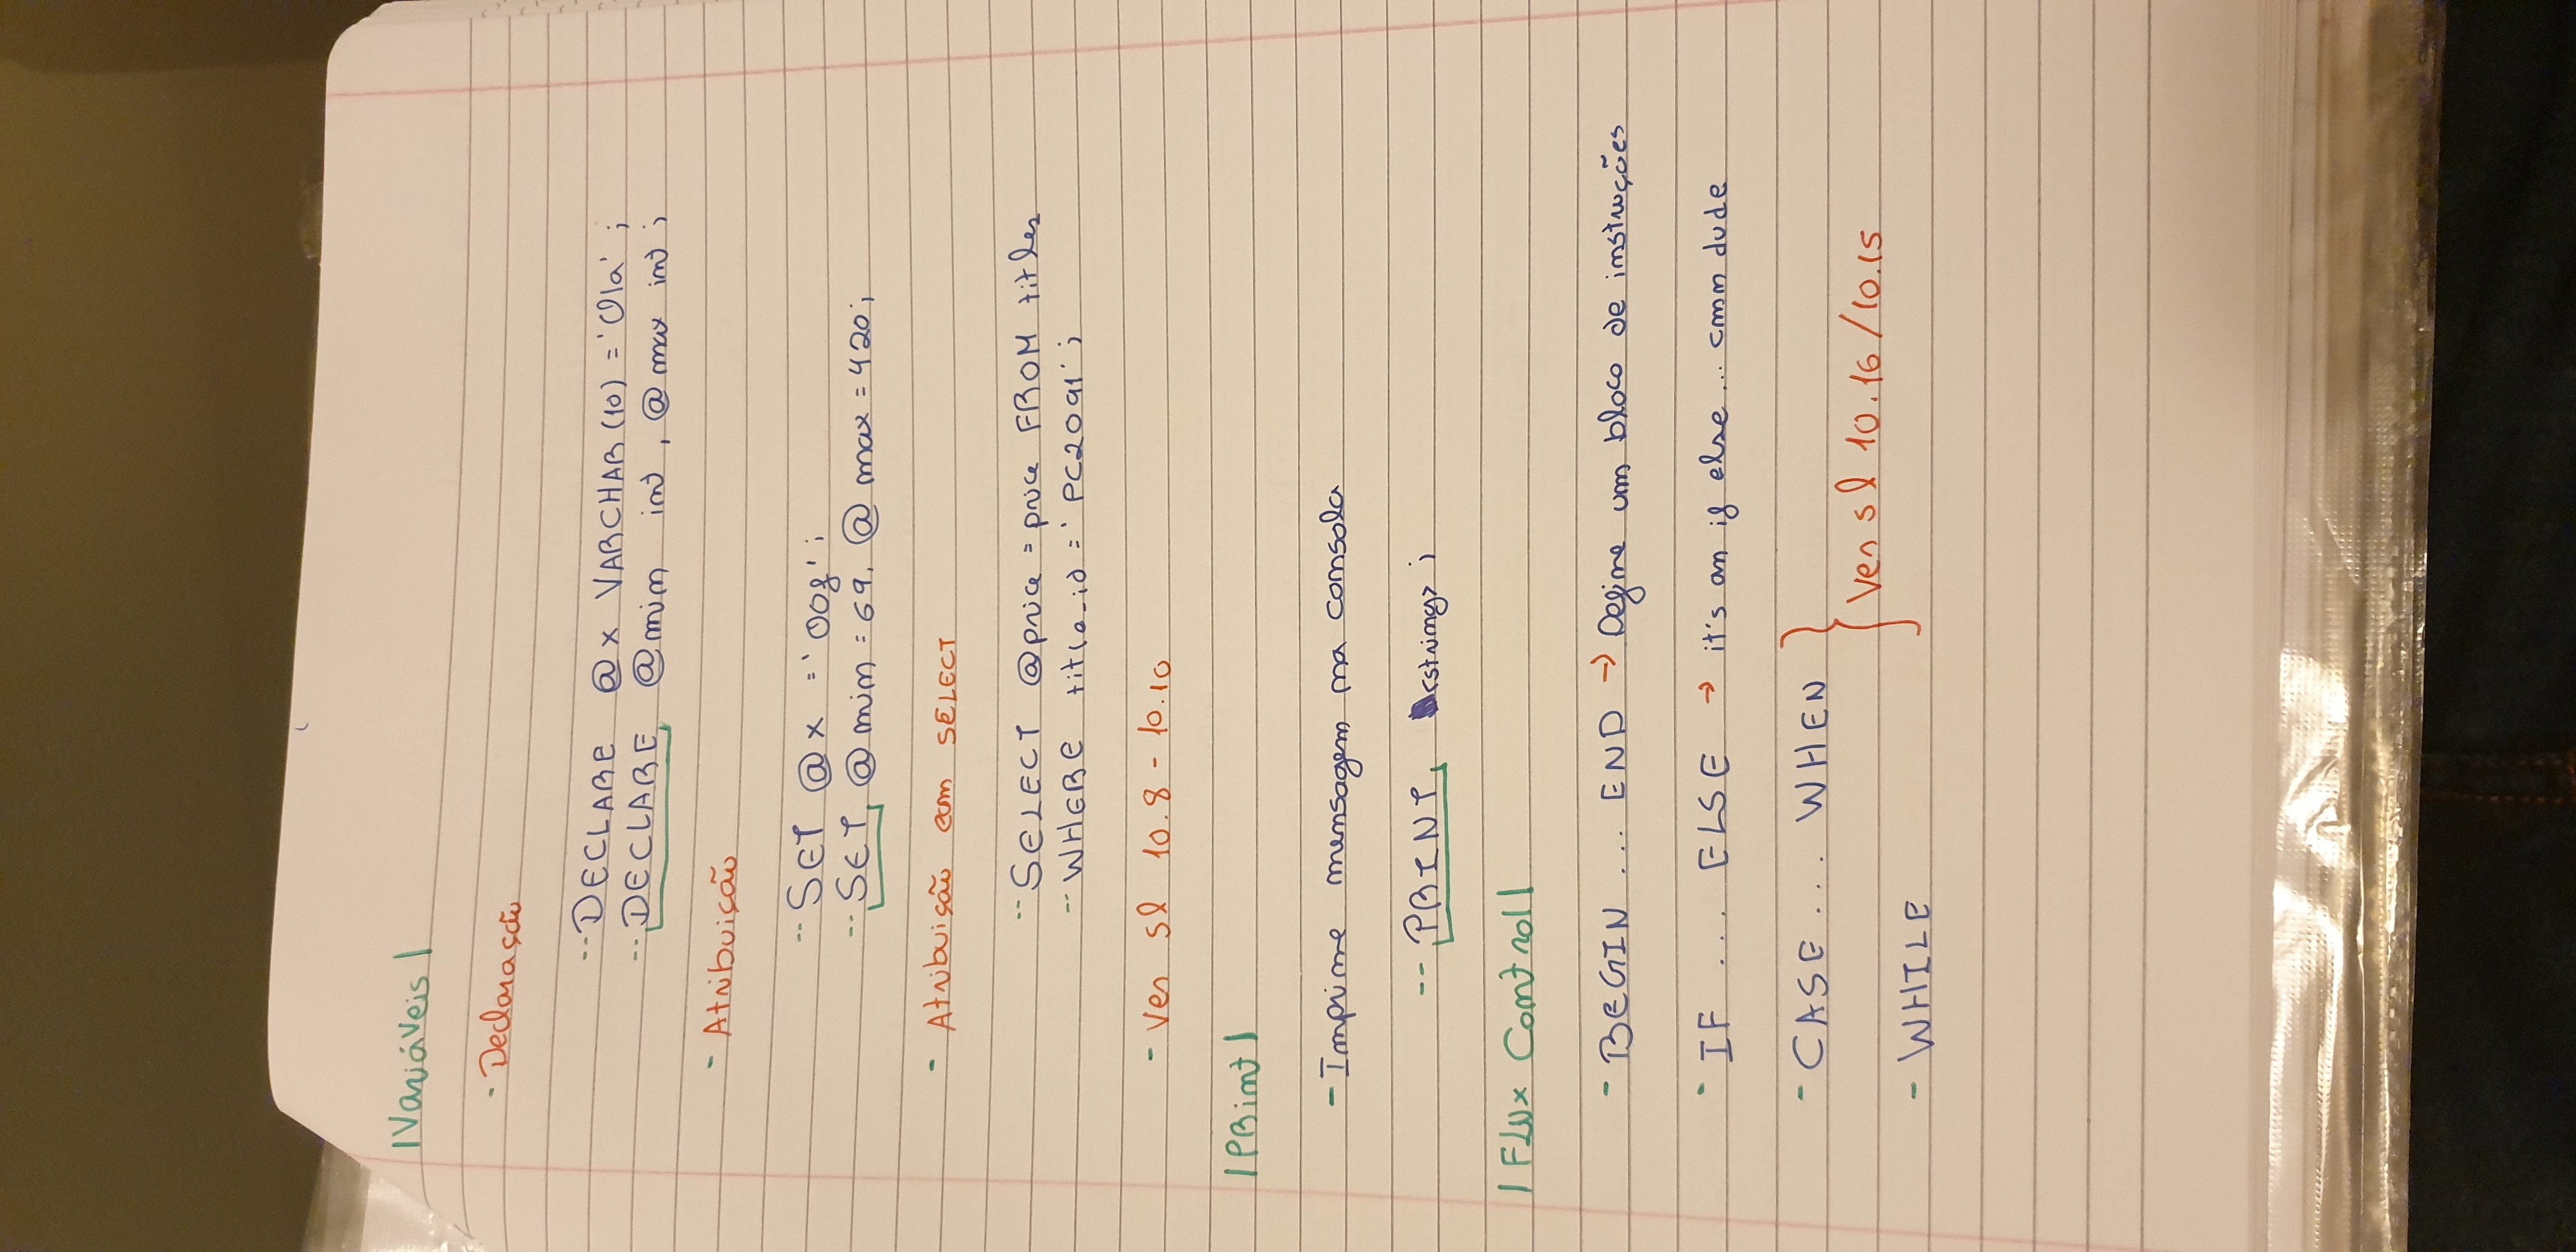 |Variáveis|
- Declaração
-- DECLARE @x VARCHAR(10) = 'Ola' ;
-- DECLARE @min int , @max int ;
- Atribuição
-- SET @x = 'oof' ;
-- SET @min = 69, @max = 420 ;
- Atribuição com SELECT
-- SELECT @price = price FROM titles
-- WHERE title_id = 'PC2091' ;
- Ver sl 10.8 - 10.10
|PRint|
- Imprime mensagem na consola
-- PRINT <string> ;
|Flux Control|
- BEGIN ... END → Define um bloco de instruções
- IF ... ELSE → it's an if else ... cmm dude
- CASE ... WHEN
Ver sl 10.16/10.15
- WHILE